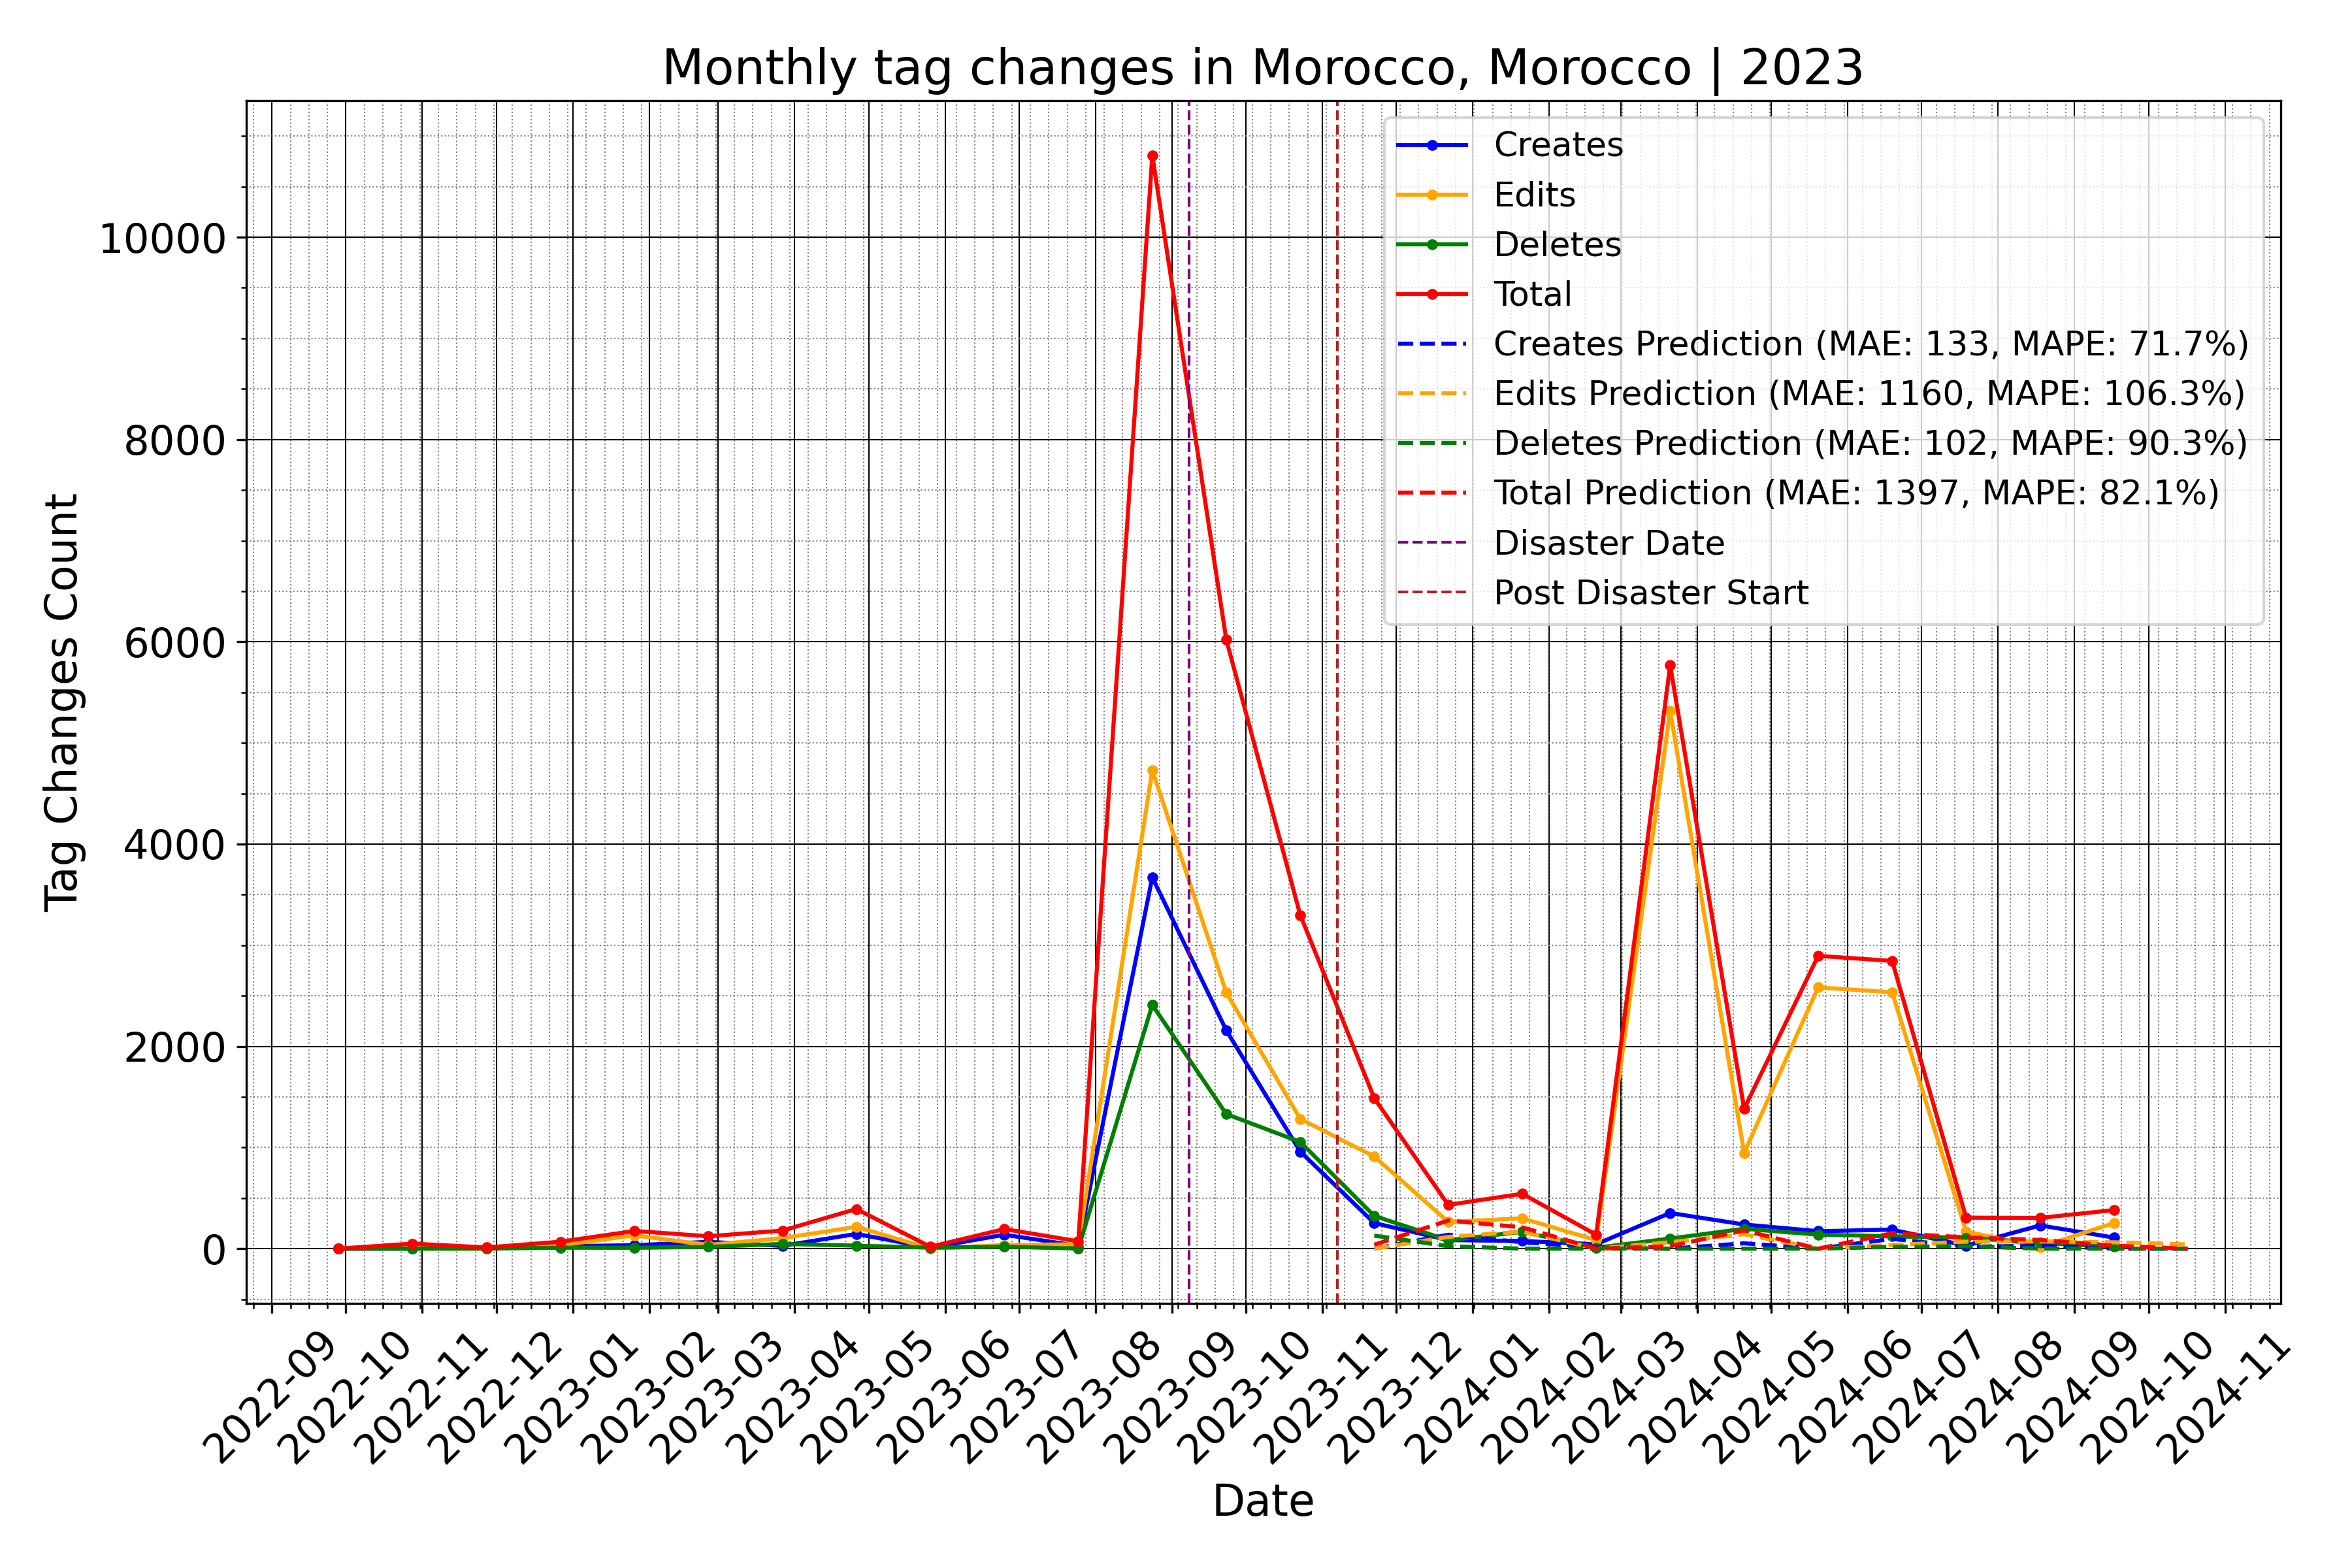 Monthly tag changes in Morocco, Morocco | 2023
Creates
Edits
Deletes
Total
Creates Prediction (MAE: 133, MAPE: 71.7%)
Edits Prediction (MAE: 1160, MAPE: 106.3%)
Deletes Prediction (MAE: 102, MAPE: 90.3%)
Total Prediction (MAE: 1397, MAPE: 82.1%)
Disaster Date
Post Disaster Start
Tag Changes Count
10000
8000
6000
4000
2000
0
2022-09
2022-10
2022-11
2022-12
2023-01
2023-02
2023-03
2023-04
2023-05
2023-06
2023-07
2023-08
2023-09
2023-10
2023-11
2023-12
2024-01
2024-02
2024-03
2024-04
2024-05
2024-06
2024-07
2024-08
2024-09
2024-10
2024-11
Date